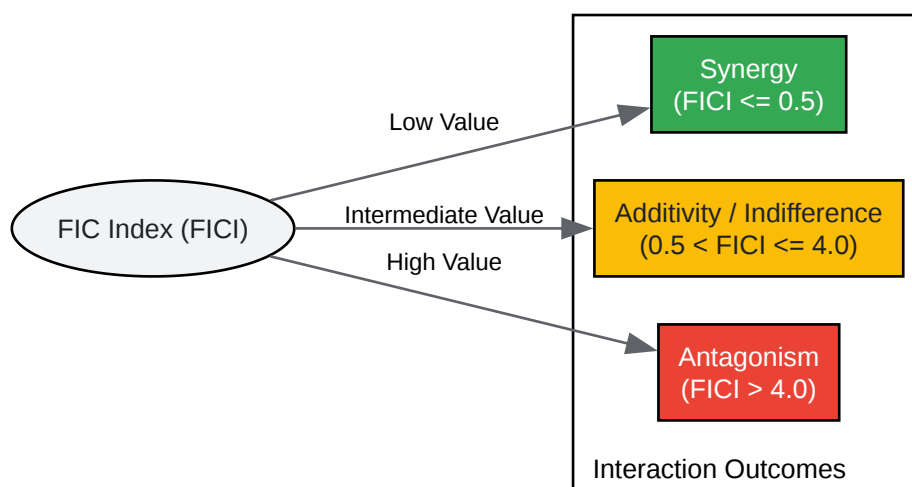 Synergy
(FICI <= 0.5)
Low Value
FIC Index (FICI)
Intermediate Value
Additivity / Indifference
(0.5 < FICI <= 4.0)
High Value
Antagonism
(FICI > 4.0)
Interaction Outcomes